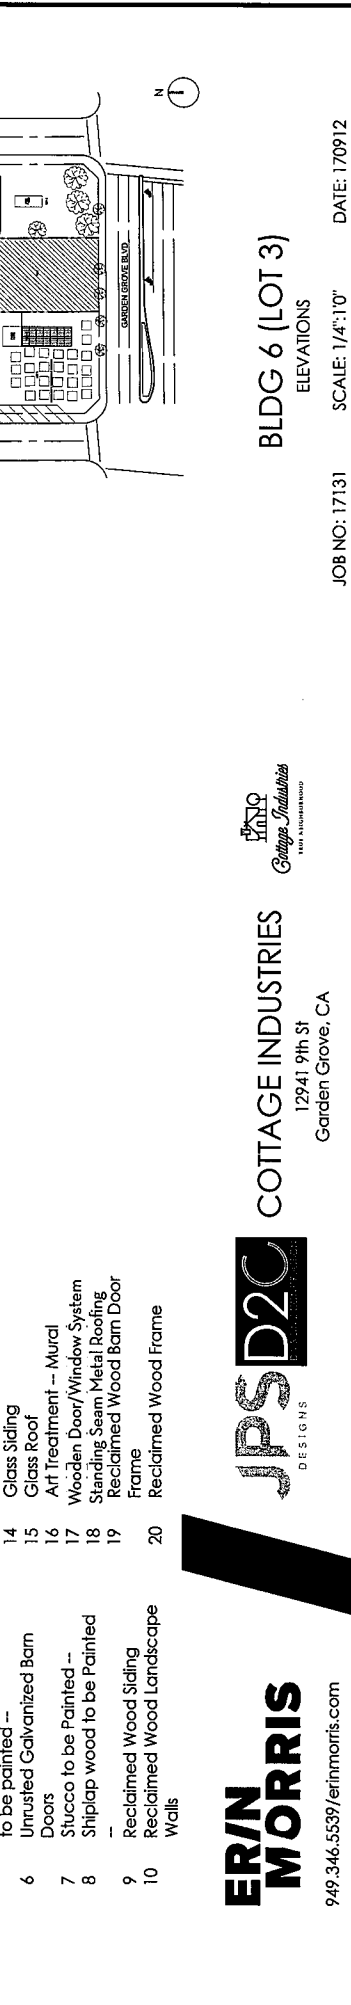 to be painted --
6 Unrusted Galvanized Barn
Doors
7 Stucco to be Painted --
8 Shiplap wood to be Painted
--
9 Reclaimed Wood Siding
10 Reclaimed Wood Landscape
Walls
14 Glass Siding
15 Glass Roof
16 Art Treatment -- Mural
17 Wooden Door/Window System
18 Standing Seam Metal Roofing
19 Reclaimed Wood Barn Door
Frame
20 Reclaimed Wood Frame
GARDEN GROVE BLVD
N
ERIN
MORRIS
949.346.5539/erinmorris.com
JPS D2C
DESIGNS
COTTAGE INDUSTRIES
12941 9th St
Garden Grove, CA
Cottage Industries
TRUE NEIGHBORHOOD
BLDG 6 (LOT 3)
ELEVATIONS
JOB NO: 17131 SCALE: 1/4":1'0" DATE: 170912